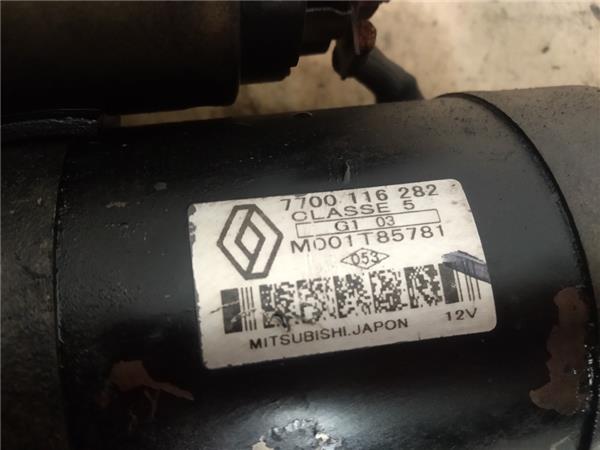 7700 116 282
CLASSE 5
G1 03
M001T85781
053
MITSUBISHI.JAPON 12V